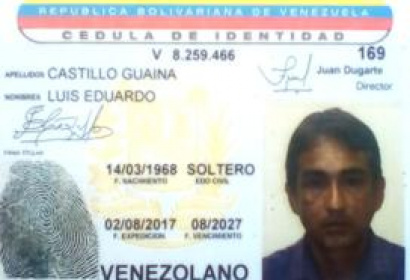 REPUBLICA BOLIVARIANA DE VENEZUELA
CEDULA DE IDENTIDAD
V 8.259.466 169
APELLIDOS CASTILLO GUAINA
Juan Dugarte
Director
NOMBRES LUIS EDUARDO
14/03/1968 SOLTERO
F. NACIMIENTO EDO CIVIL
02/08/2017 08/2027
F. EXPEDICION F. VENCIMIENTO
VENEZOLANO